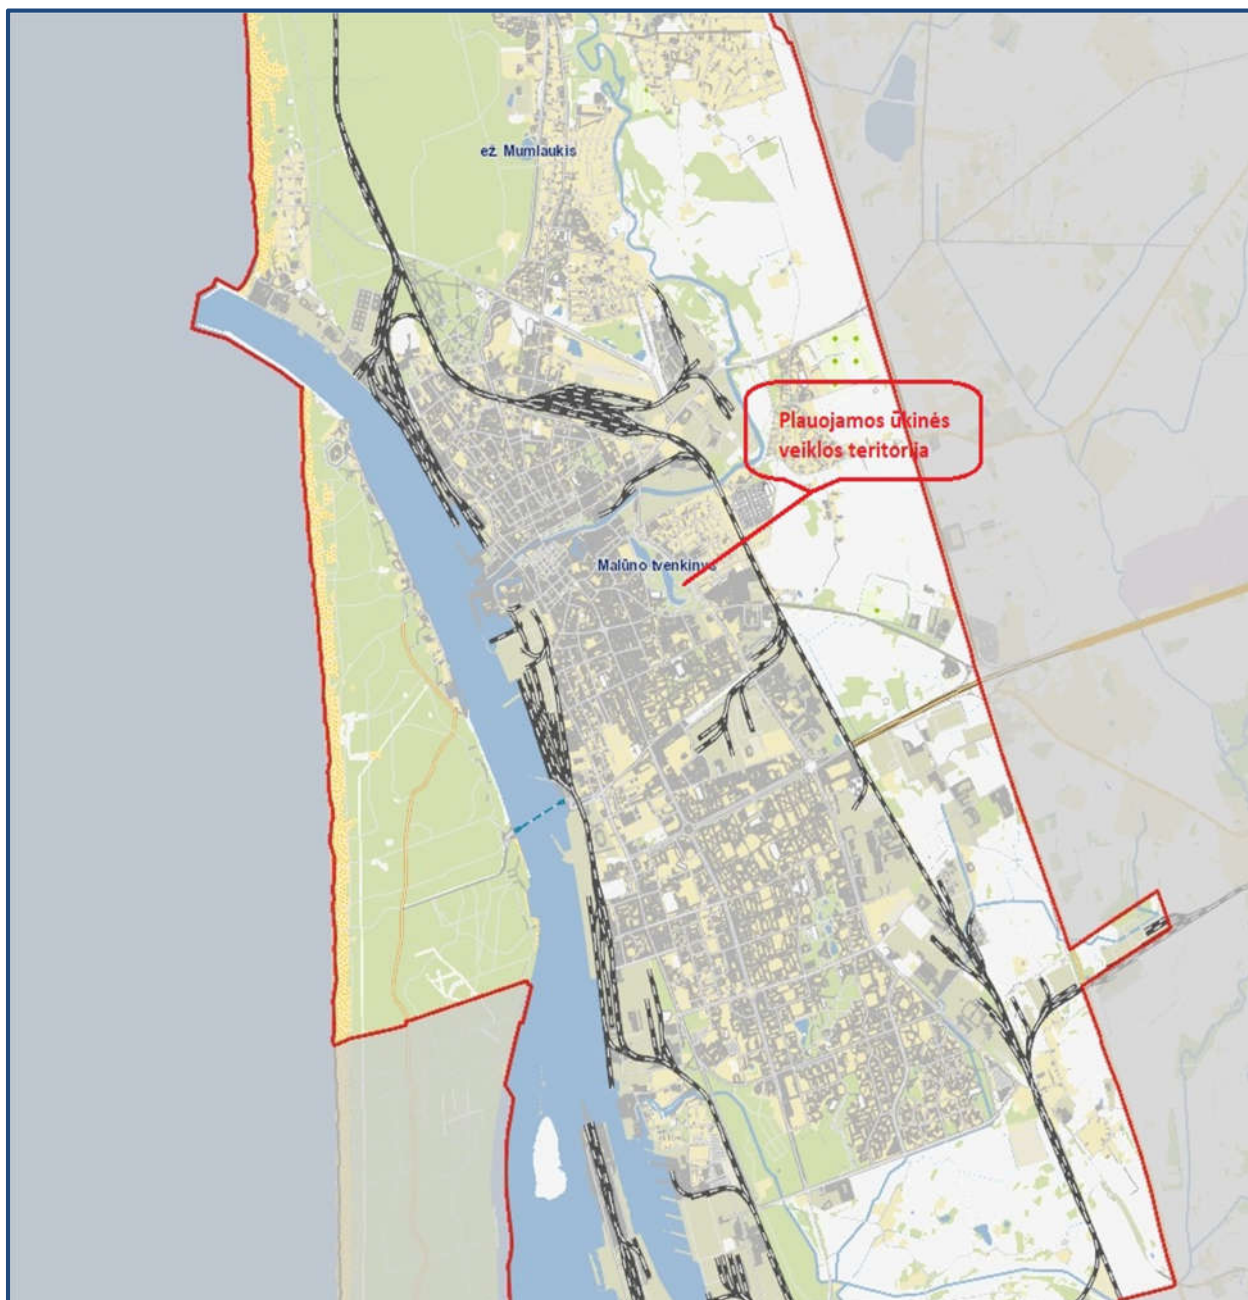 ež. Mumlaukis
Plauojamos ūkinės
veiklos teritorija
Malūno tvenkinys